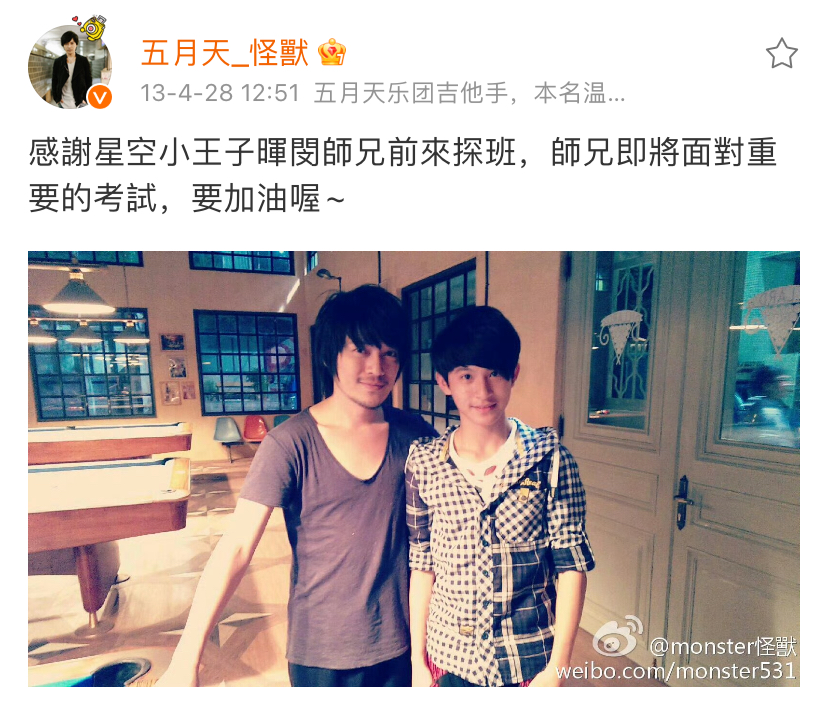 五月天_怪獸
13-4-28 12:51 五月天乐团吉他手，本名温...
感謝星空小王子暉閔師兄前來探班，師兄即將面對重
要的考試，要加油喔～
@monster怪獸
weibo.com/monster531